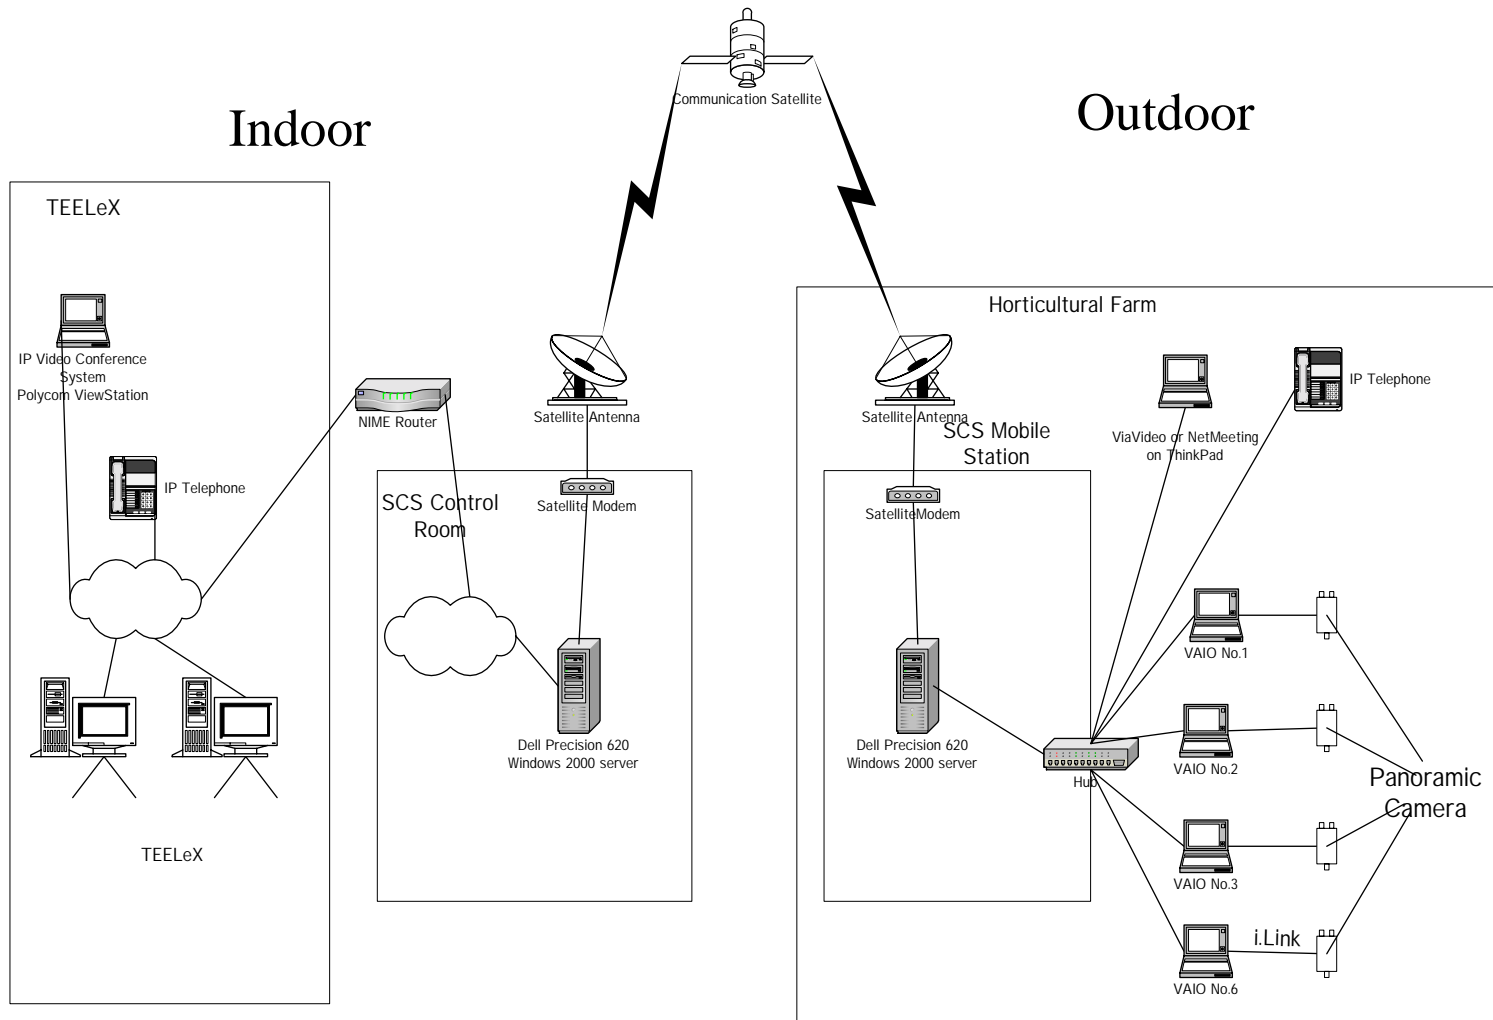 Communication Satellite
Indoor
Outdoor
TEELeX
IP Video Conference
System
Polycom ViewStation
IP Telephone
TEELeX
NIME Router
Satellite Antenna
SCS Control
Room
Satellite Modem
Dell Precision 620
Windows 2000 server
Horticultural Farm
Satellite Antenna
SCS Mobile
Station
SatelliteModem
Dell Precision 620
Windows 2000 server
Hub
ViaVideo or NetMeeting
on ThinkPad
IP Telephone
VAIO No.1
VAIO No.2
VAIO No.3
i.Link
VAIO No.6
Panoramic
Camera